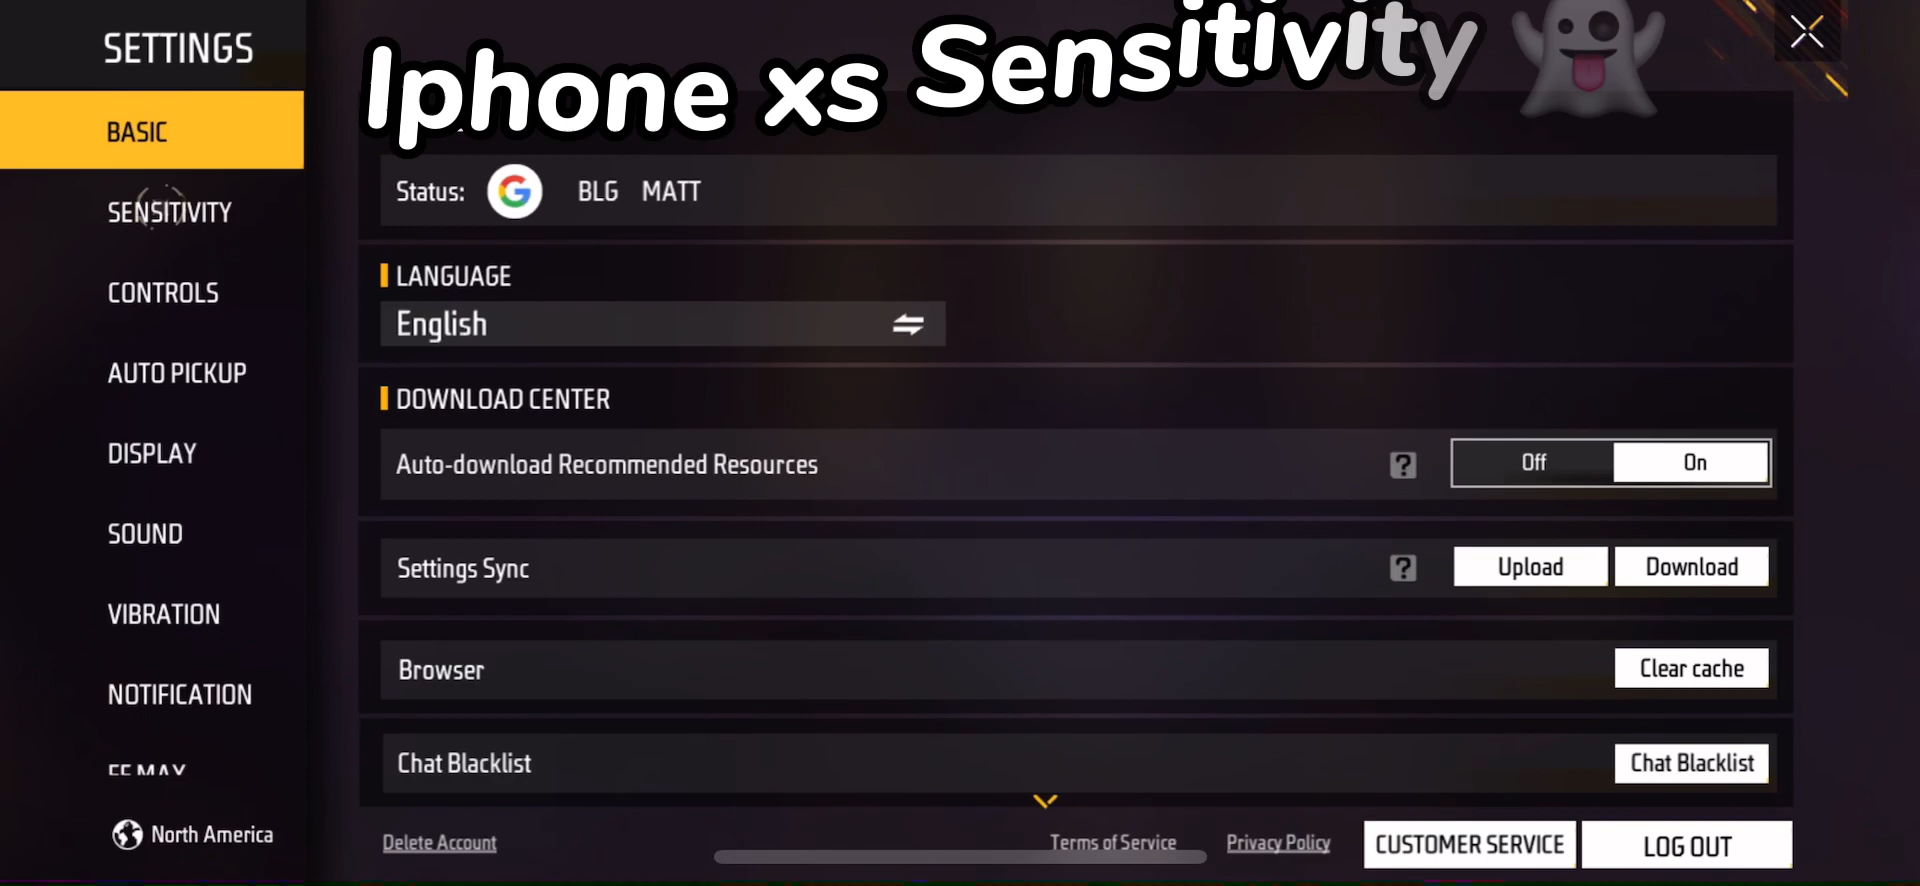 Iphone xs Sensitivity
SETTINGS
BASIC
SENSITIVITY
CONTROLS
AUTO PICKUP
DISPLAY
SOUND
VIBRATION
NOTIFICATION
FF MAX
North America
Status: G BLG MATT
LANGUAGE
English
DOWNLOAD CENTER
Auto-download Recommended Resources ? Off On
Settings Sync ? Upload Download
Browser Clear cache
Chat Blacklist Chat Blacklist
Delete Account Terms of Service Privacy Policy CUSTOMER SERVICE LOG OUT